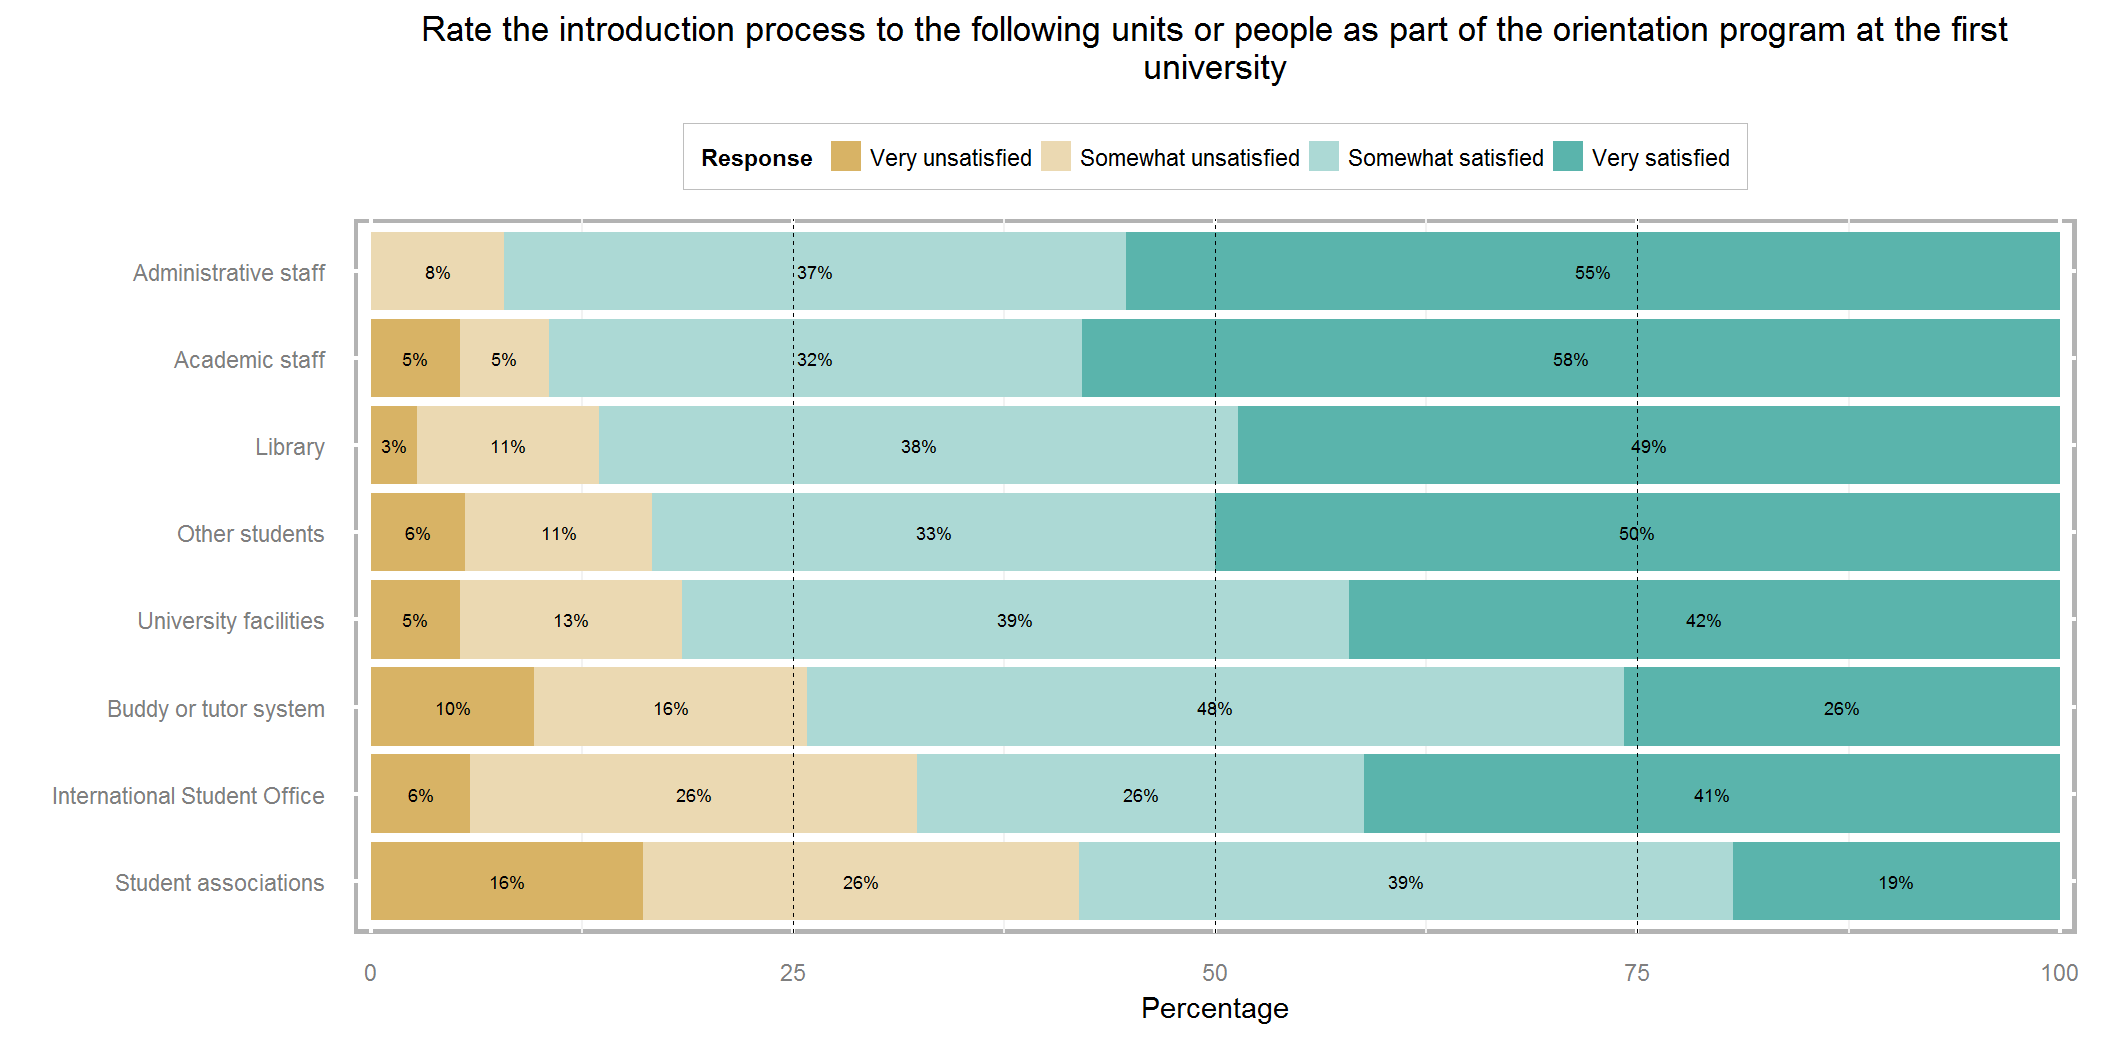 Rate the introduction process to the following units or people as part of the orientation program at the first
university
Response Very unsatisfied Somewhat unsatisfied Somewhat satisfied Very satisfied
Administrative staff 8% 37% 55%
Academic staff 5% 5% 32% 58%
Library 3% 11% 38% 49%
Other students 6% 11% 33% 50%
University facilities 5% 13% 39% 42%
Buddy or tutor system 10% 16% 48% 26%
International Student Office 6% 26% 26% 41%
Student associations 16% 26% 39% 19%
0 25 50 75 100
Percentage